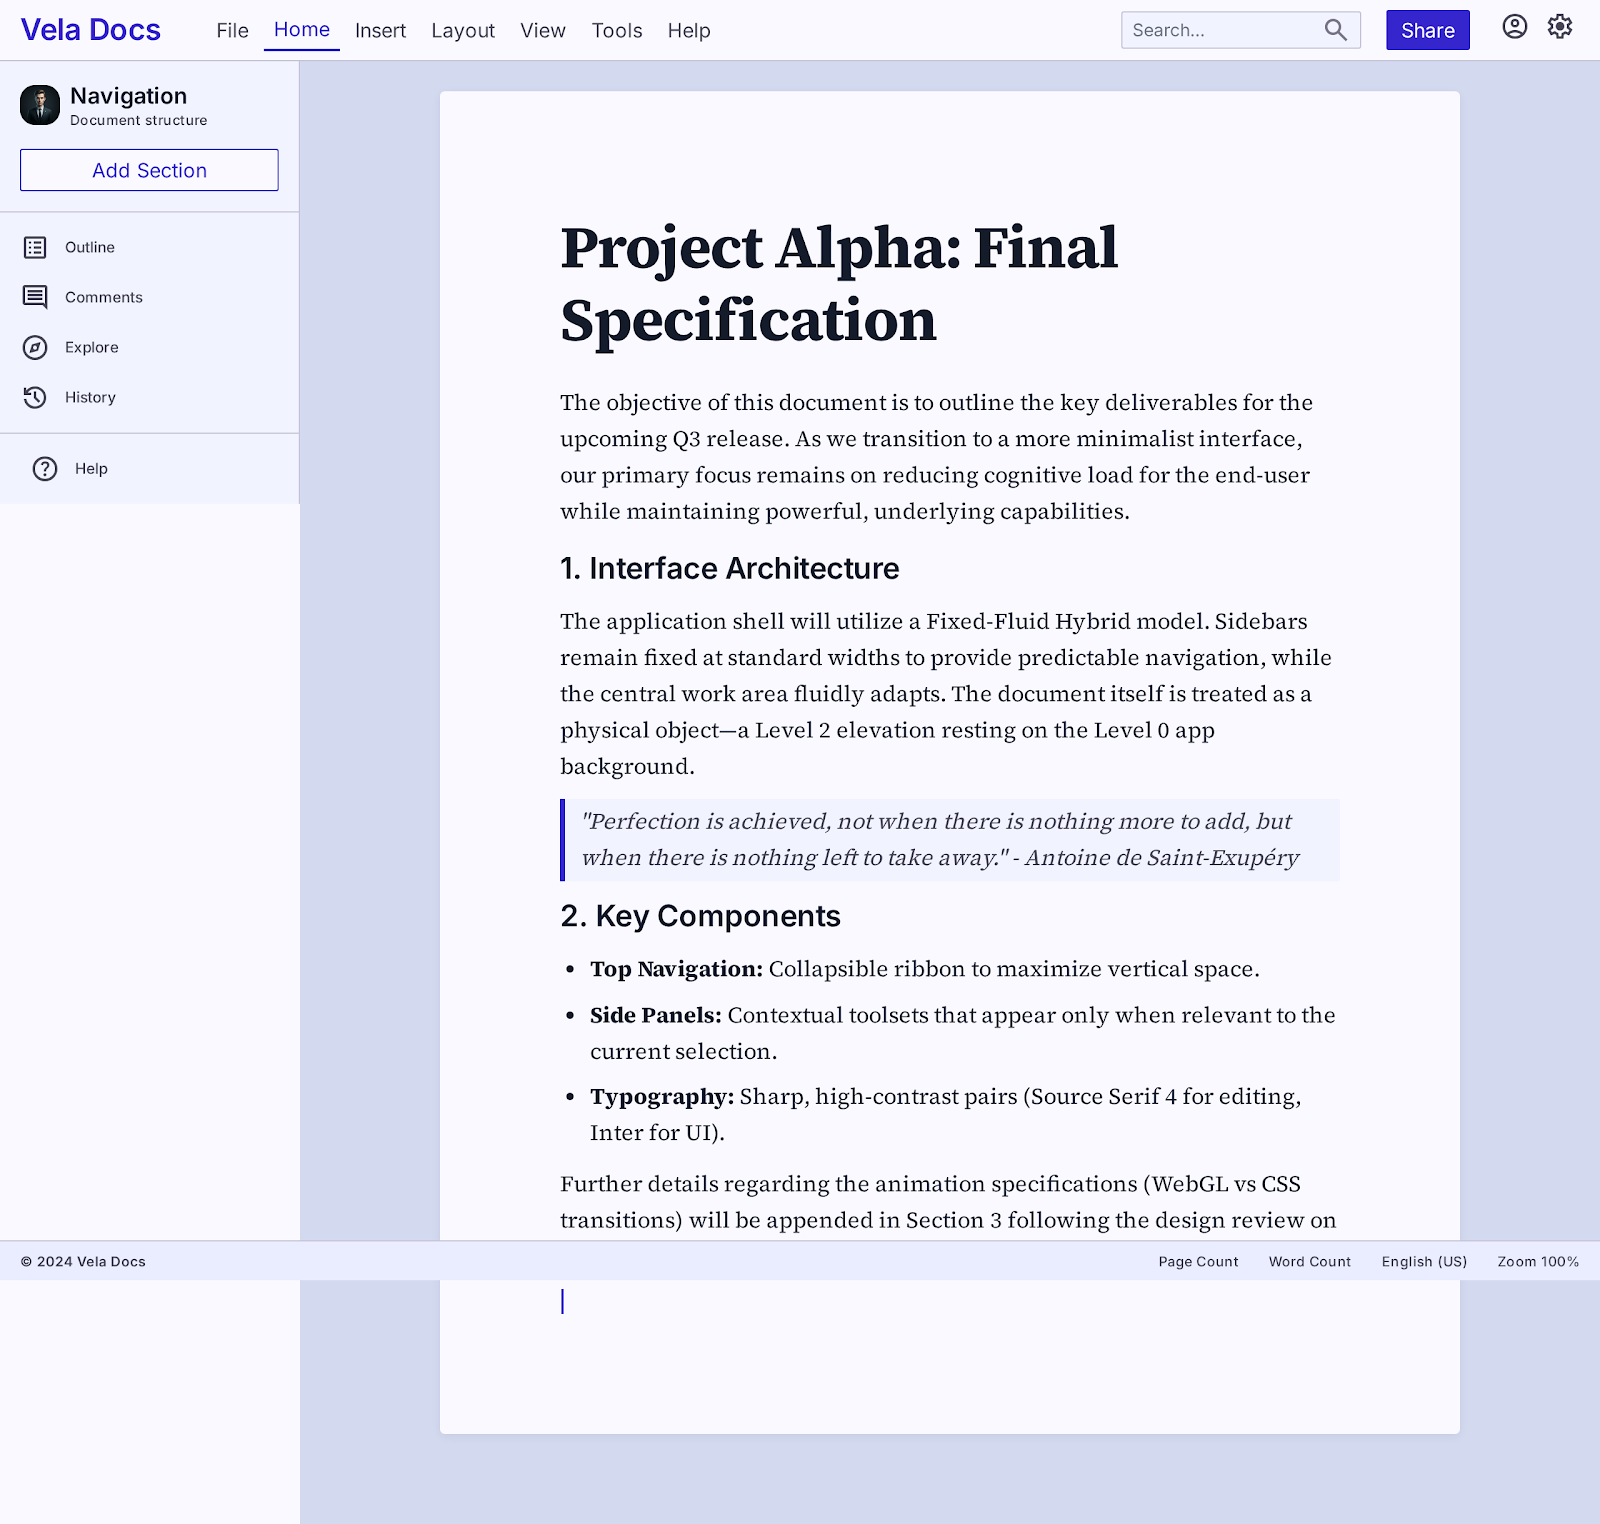 Vela Docs
File Home Insert Layout View Tools Help
Search...
Share
Navigation
Document structure
Add Section
Outline
Comments
Explore
History
Help
Project Alpha: Final
Specification
The objective of this document is to outline the key deliverables for the
upcoming Q3 release. As we transition to a more minimalist interface,
our primary focus remains on reducing cognitive load for the end-user
while maintaining powerful, underlying capabilities.
1. Interface Architecture
The application shell will utilize a Fixed-Fluid Hybrid model. Sidebars
remain fixed at standard widths to provide predictable navigation, while
the central work area fluidly adapts. The document itself is treated as a
physical object—a Level 2 elevation resting on the Level 0 app
background.
"Perfection is achieved, not when there is nothing more to add, but
when there is nothing left to take away." - Antoine de Saint-Exupéry
2. Key Components
• Top Navigation: Collapsible ribbon to maximize vertical space.
• Side Panels: Contextual toolsets that appear only when relevant to the
current selection.
• Typography: Sharp, high-contrast pairs (Source Serif 4 for editing,
Inter for UI).
Further details regarding the animation specifications (WebGL vs CSS
transitions) will be appended in Section 3 following the design review on
© 2024 Vela Docs
Page Count Word Count English (US) Zoom 100%